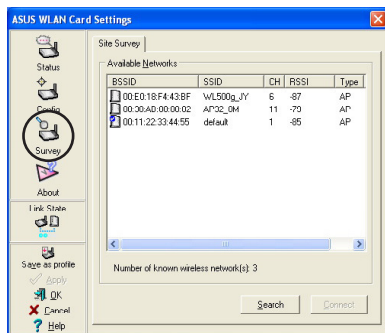 ASUS WLAN Card Settings
Status
Config
Survey
About
Link State
Save as profile
Apply
OK
Cancel
Help
Site Survey
Available Networks
BSSID SSID CH RSSI Type
00:E0:18:F4:43:BF WL500g_JY 6 -87 AP
00:30:AB:00:00:02 11 AP
00:11:22:33:44:55 default 1 -85 AP
Number of known wireless network(s): 3
Search Connect